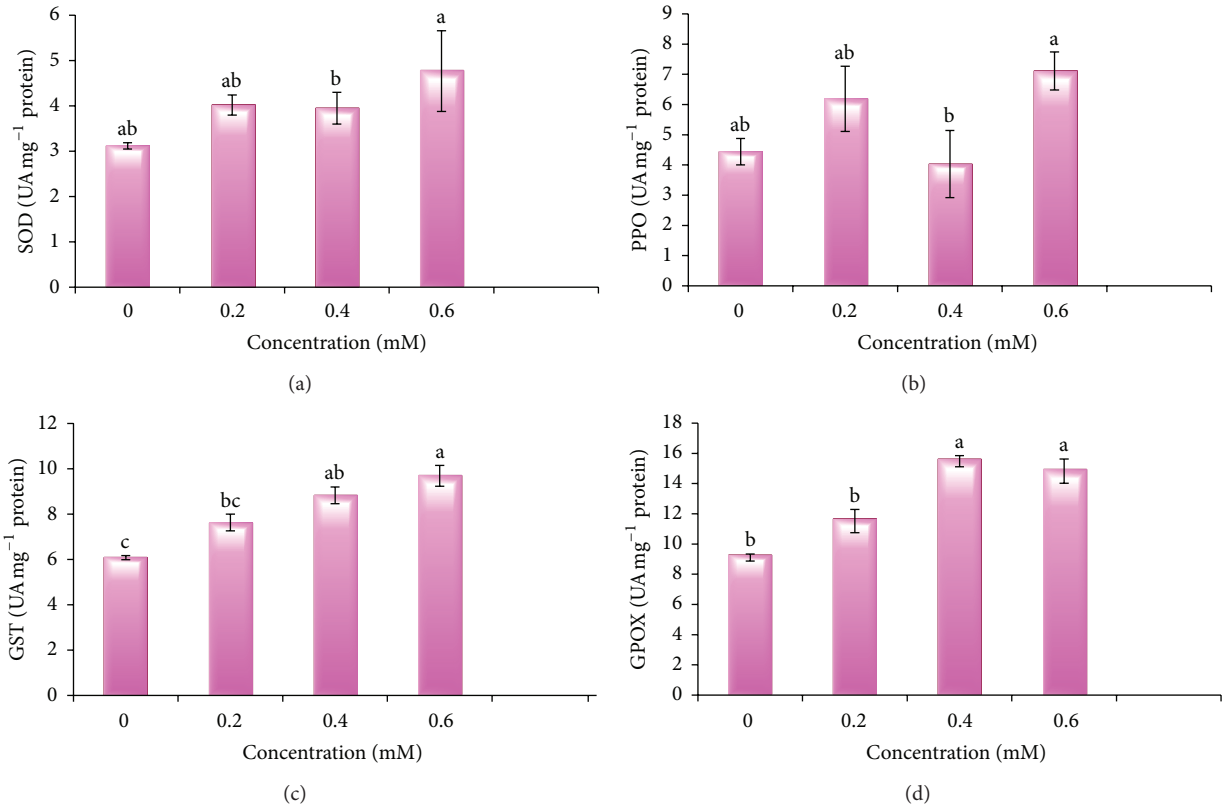 6
5
4
3
2
1
0
SOD (UA mg−1 protein)
ab
ab
b
a
0 0.2 0.4 0.6
Concentration (mM)
(a)
9
8
7
6
5
4
3
2
1
0
PPO (UA mg−1 protein)
ab
ab
b
a
0 0.2 0.4 0.6
Concentration (mM)
(b)
12
10
8
6
4
2
0
GST (UA mg−1 protein)
c
bc
ab
a
0 0.2 0.4 0.6
Concentration (mM)
(c)
18
16
14
12
10
8
6
4
2
0
GPOX (UA mg−1 protein)
b
b
a
a
0 0.2 0.4 0.6
Concentration (mM)
(d)